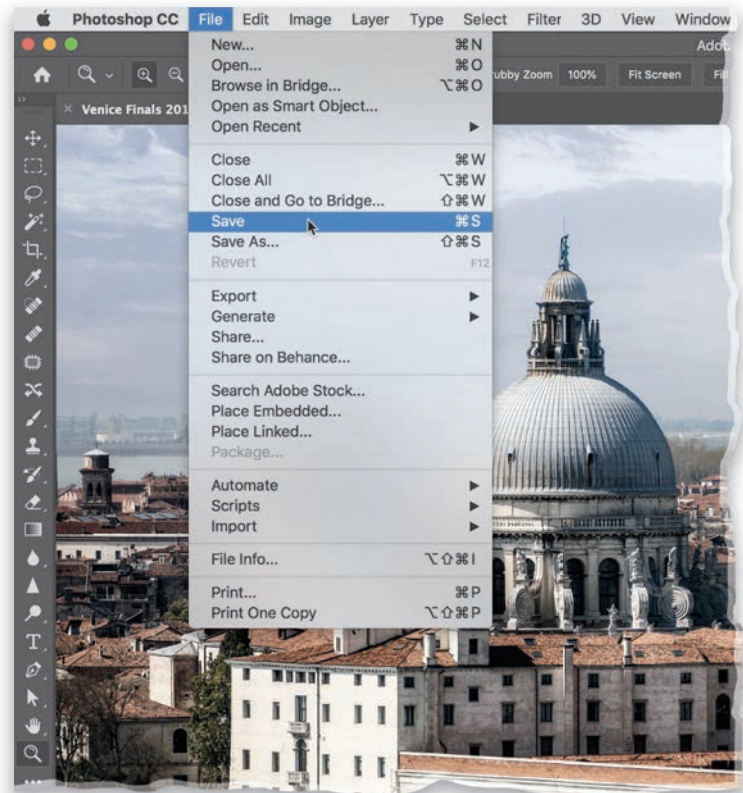 Photoshop CC File Edit Image Layer Type Select Filter 3D View Window
New... ⌘N
Open... ⌘O
Browse in Bridge... ⌥⌘O
Open as Smart Object...
Open Recent ▶
Scrubby Zoom 100% Fit Screen
× Venice Finals 201
Close ⌘W
Close All ⌥⌘W
Close and Go to Bridge... ⇧⌘W
Save ⌘S
Save As... ⇧⌘S
Revert F12
Export ▶
Generate ▶
Share...
Share on Behance...
Search Adobe Stock...
Place Embedded...
Place Linked...
Package...
Automate ▶
Scripts ▶
Import ▶
File Info... ⌥⇧⌘I
Print... ⌘P
Print One Copy ⌥⇧⌘P